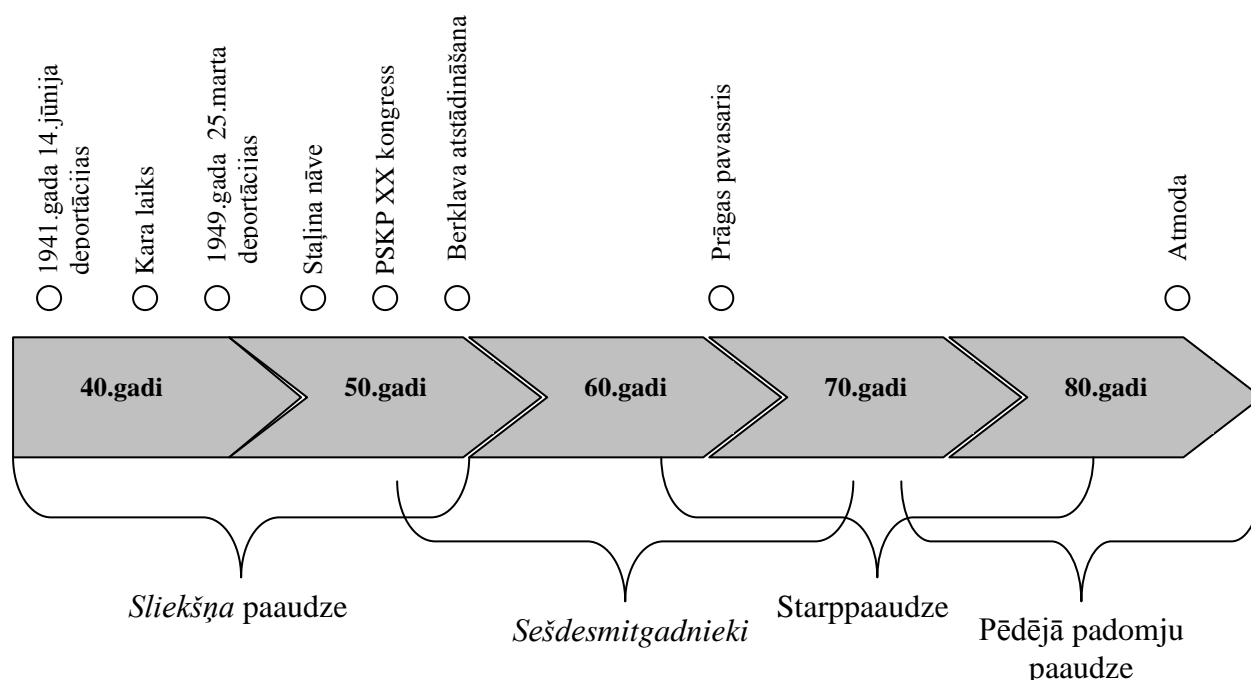 1941.gada 14.jūnija
deportācijas
Kara laiks
1949.gada 25.marta
deportācijas
Staļina nāve
PSKP XX kongress
Berklava atstādināšana
Prāgas pavasaris
Atmoda
40.gadi
50.gadi
60.gadi
70.gadi
80.gadi
Sliekšņa paaudze
Sešdesmitgadnieki
Starppaaudze
Pēdējā padomju
paaudze